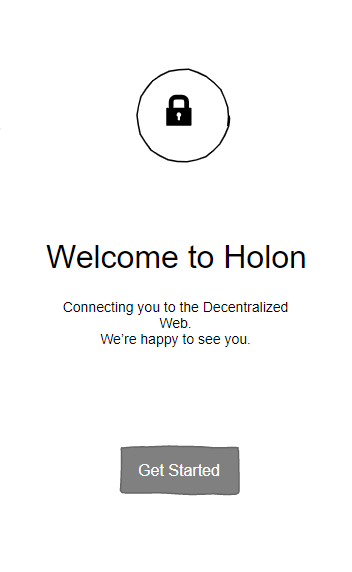 Welcome to Holon
Connecting you to the Decentralized
Web.
We're happy to see you.
Get Started